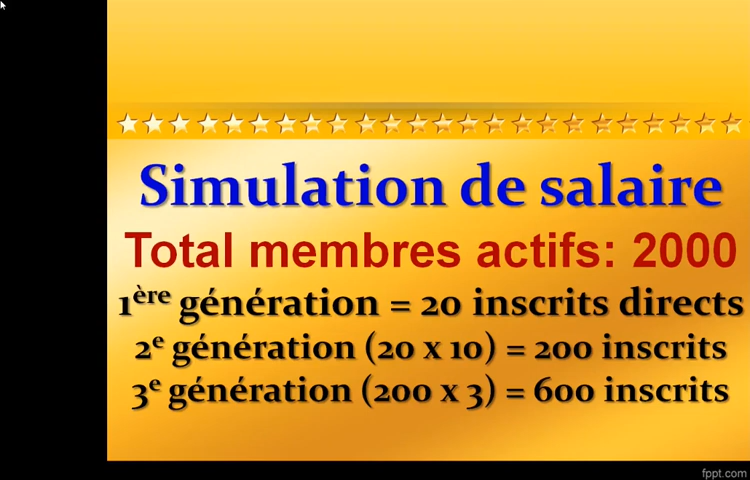 Simulation de salaire
Total membres actifs: 2000
1ère génération = 20 inscrits directs
2e génération (20 x 10) = 200 inscrits
3e génération (200 x 3) = 600 inscrits
fppt.com